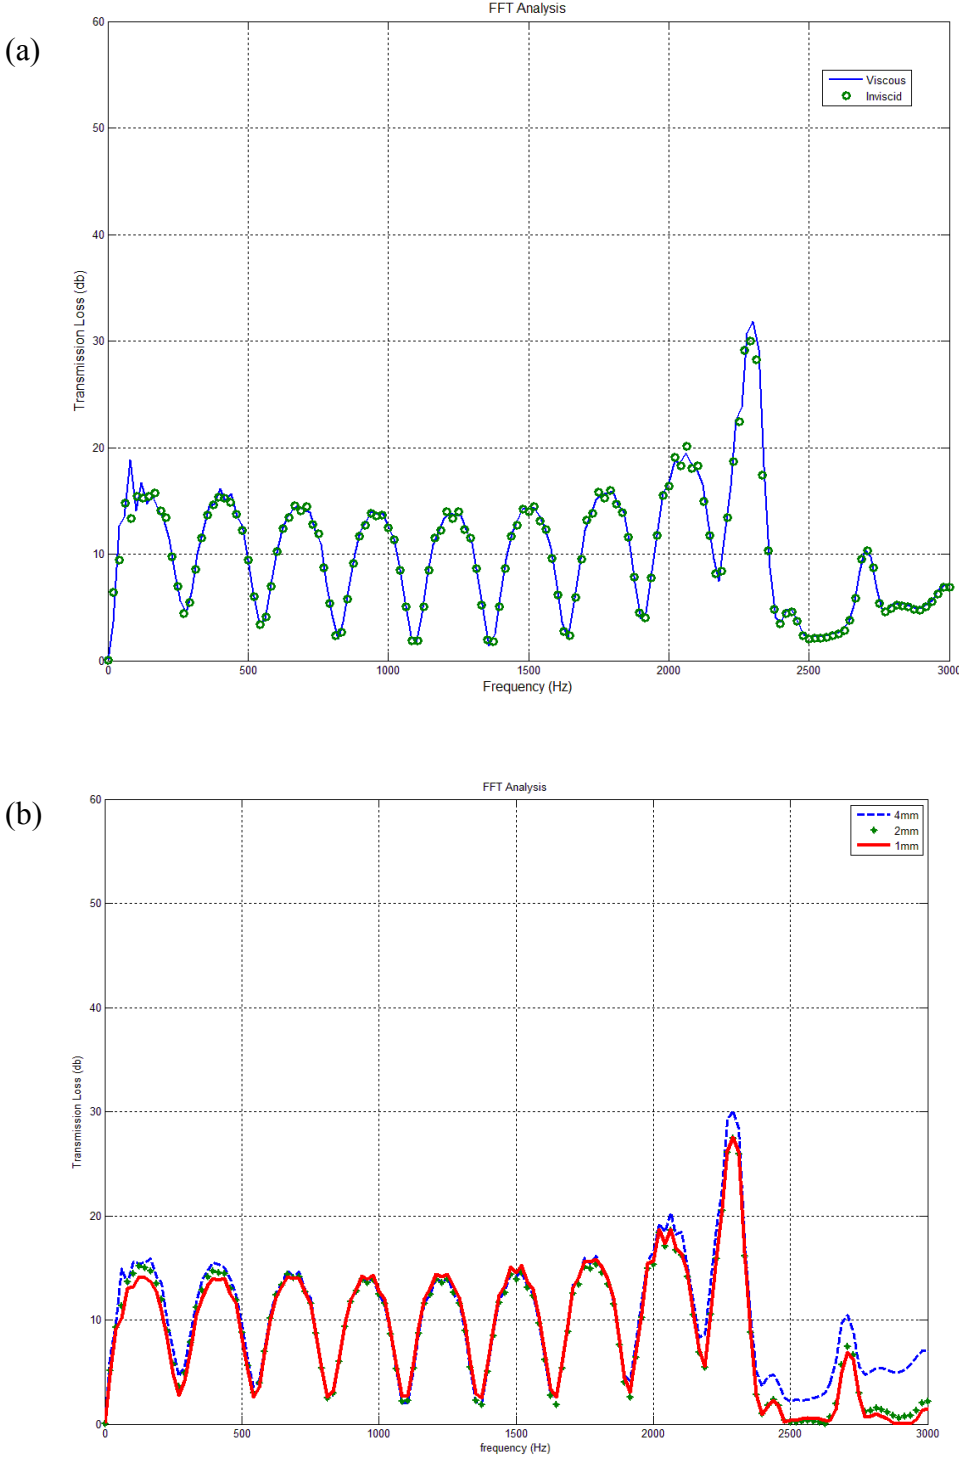 FFT Analysis
(a)
Viscous
Inviscid
Transmission Loss (db)
60
50
40
30
20
10
0
0 500 1000 1500 2000 2500 3000
Frequency (Hz)
FFT Analysis
(b)
4mm
2mm
1mm
Transmission Loss (db)
60
50
40
30
20
10
0
0 500 1000 1500 2000 2500 3000
frequency (Hz)